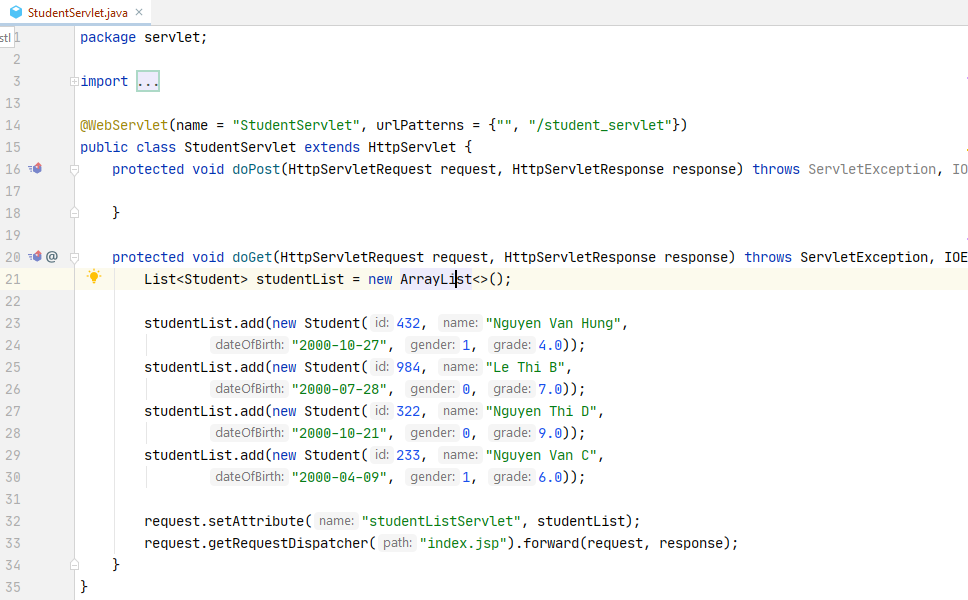 StudentServlet.java ×
stl 1 package servlet;
2
3 import ...
13
14 @WebServlet(name = "StudentServlet", urlPatterns = {"", "/student_servlet"})
15 public class StudentServlet extends HttpServlet {
16 protected void doPost(HttpServletRequest request, HttpServletResponse response) throws ServletException, IO
17
18 }
19
20 @ protected void doGet(HttpServletRequest request, HttpServletResponse response) throws ServletException, IOE
21 List<Student> studentList = new ArrayList<>();
22
23 studentList.add(new Student( id: 432, name: "Nguyen Van Hung",
24 dateOfBirth: "2000-10-27", gender: 1, grade: 4.0));
25 studentList.add(new Student( id: 984, name: "Le Thi B",
26 dateOfBirth: "2000-07-28", gender: 0, grade: 7.0));
27 studentList.add(new Student( id: 322, name: "Nguyen Thi D",
28 dateOfBirth: "2000-10-21", gender: 0, grade: 9.0));
29 studentList.add(new Student( id: 233, name: "Nguyen Van C",
30 dateOfBirth: "2000-04-09", gender: 1, grade: 6.0));
31
32 request.setAttribute( name: "studentListServlet", studentList);
33 request.getRequestDispatcher( path: "index.jsp").forward(request, response);
34 }
35 }